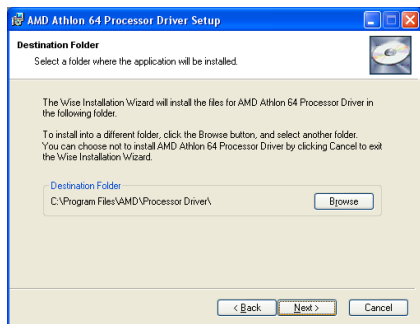 AMD Athlon 64 Processor Driver Setup
Destination Folder
Select a folder where the application will be installed.
The Wise Installation Wizard will install the files for AMD Athlon 64 Processor Driver in
the following folder.
To install into a different folder, click the Browse button, and select another folder.
You can choose not to install AMD Athlon 64 Processor Driver by clicking Cancel to exit
the Wise Installation Wizard.
Destination Folder
C:\Program Files\AMD\Processor Driver\
Browse
< Back
Next >
Cancel